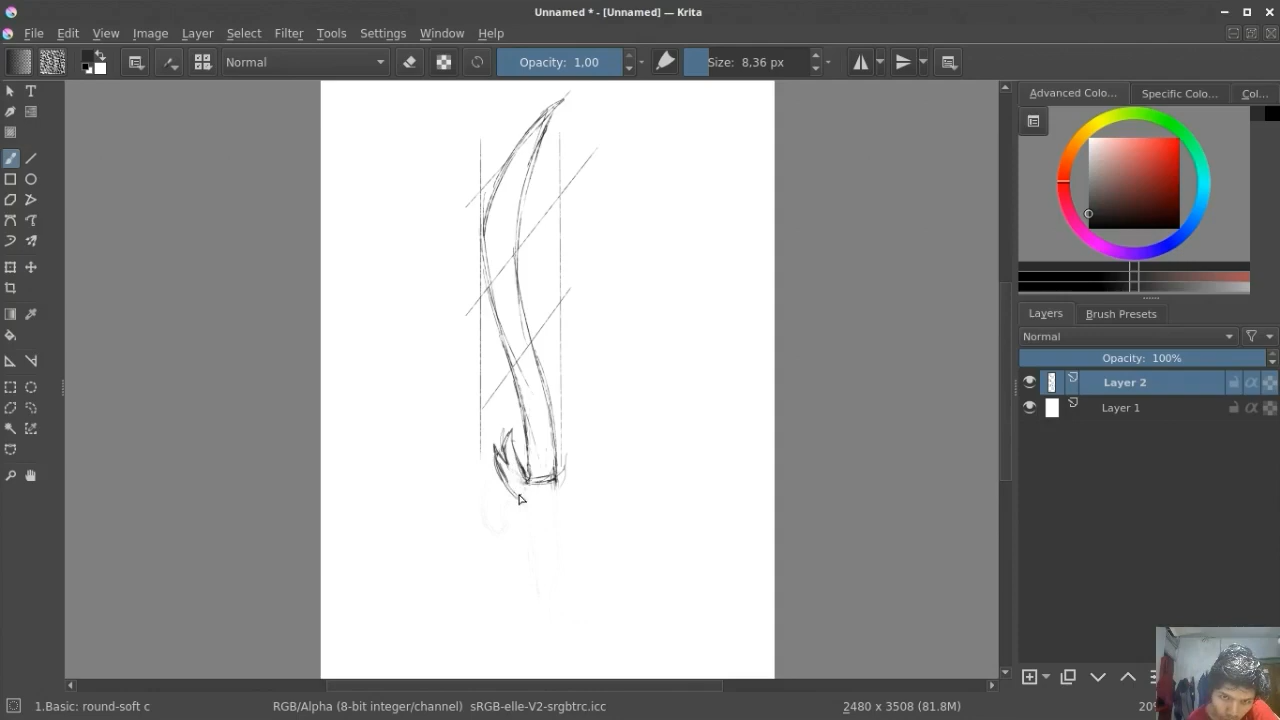 Unnamed * - [Unnamed] — Krita
File Edit View Image Layer Select Filter Tools Settings Window Help
Normal Opacity: 1,00 Size: 8,36 px
Advanced Colo... Specific Colo... Col...
Layers Brush Presets
Normal
Opacity: 100%
Layer 2
Layer 1
1.Basic: round-soft c RGB/Alpha (8-bit integer/channel) sRGB-elle-V2-srgbtrc.icc 2480 x 3508 (81.8M)